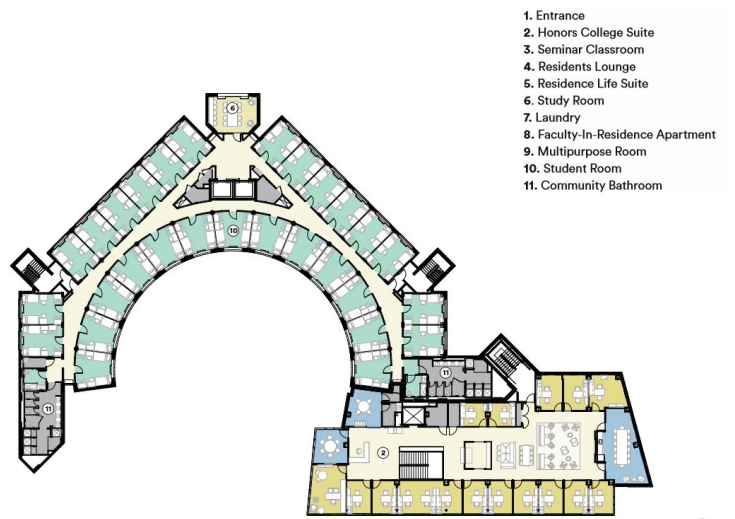 1. Entrance
2. Honors College Suite
3. Seminar Classroom
4. Residents Lounge
5. Residence Life Suite
6. Study Room
7. Laundry
8. Faculty-In-Residence Apartment
9. Multipurpose Room
10. Student Room
11. Community Bathroom
6
10
11
11
2